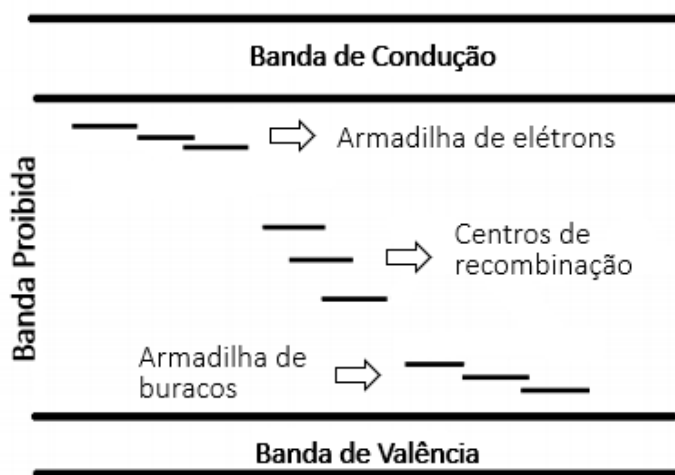 Banda de Condução
Armadilha de elétrons
Banda Proibida
Centros de
recombinação
Armadilha de
buracos
Banda de Valência